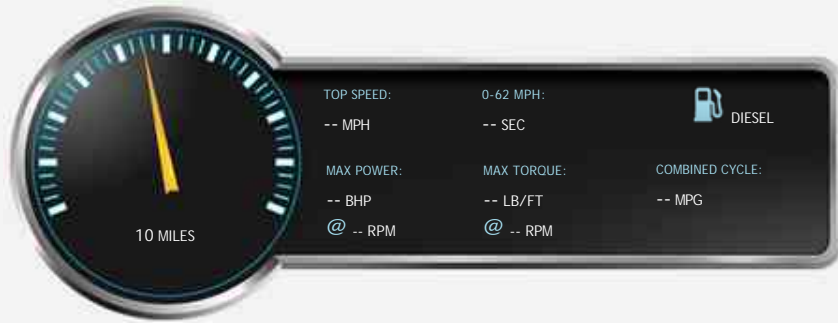 TOP SPEED:
0-62 MPH:
-- MPH
-- SEC
DIESEL
MAX POWER:
MAX TORQUE:
COMBINED CYCLE:
-- BHP
-- LB/FT
-- MPG
@ -- RPM
@ -- RPM
10 MILES